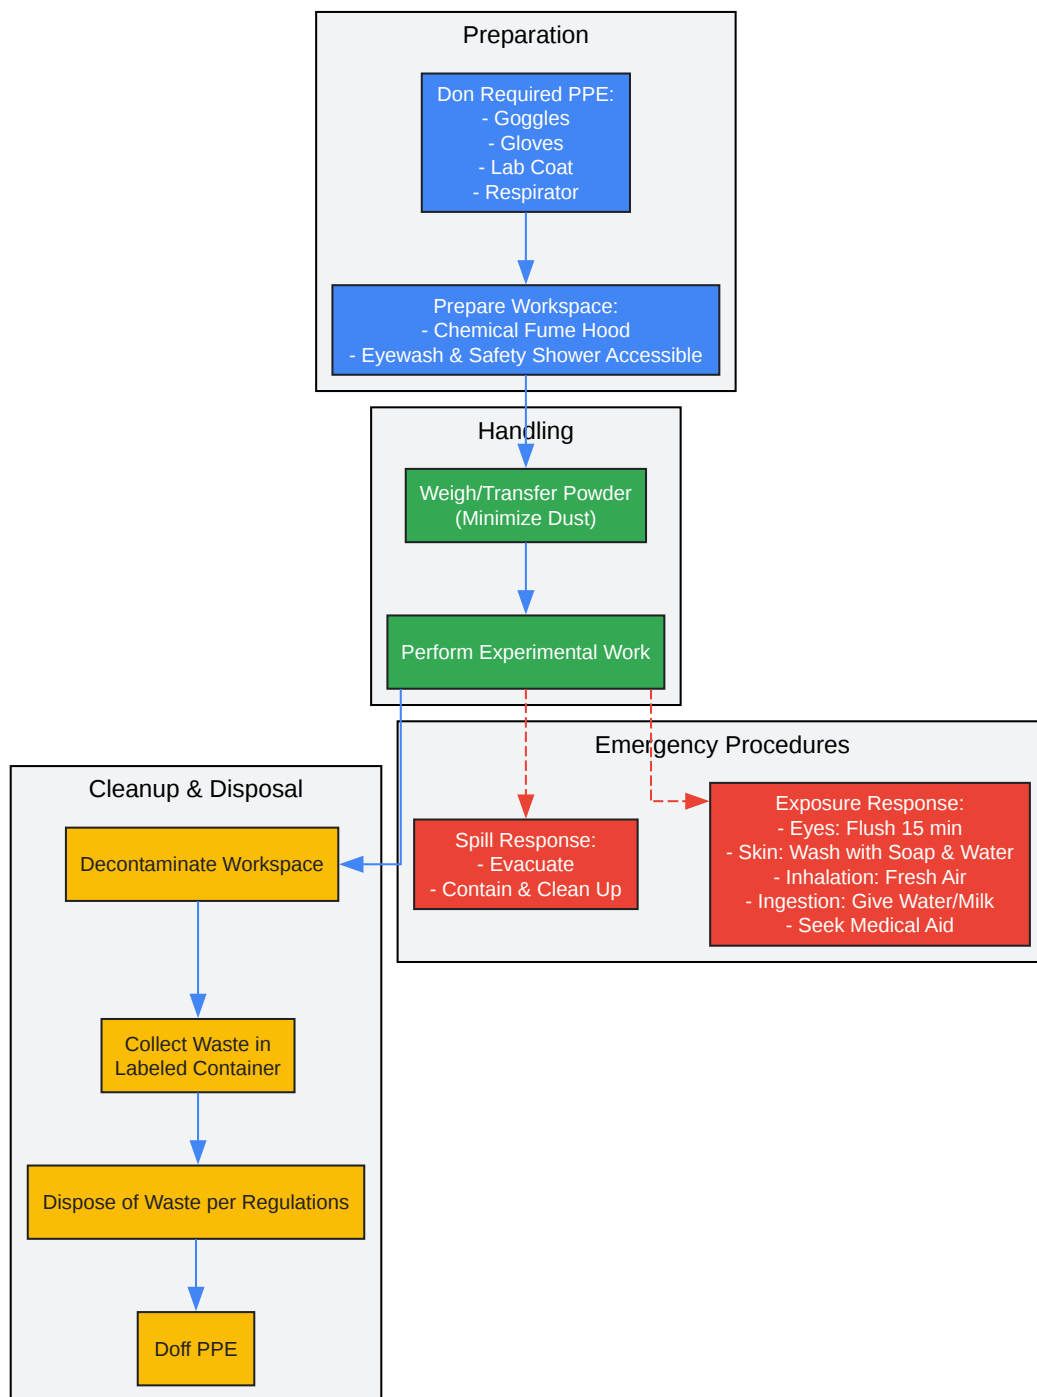 Preparation
Don Required PPE:
- Goggles
- Gloves
- Lab Coat
- Respirator
Prepare Workspace:
- Chemical Fume Hood
- Eyewash & Safety Shower Accessible
Handling
Weigh/Transfer Powder
(Minimize Dust)
Perform Experimental Work
Emergency Procedures
Spill Response:
- Evacuate
- Contain & Clean Up
Exposure Response:
- Eyes: Flush 15 min
- Skin: Wash with Soap & Water
- Inhalation: Fresh Air
- Ingestion: Give Water/Milk
- Seek Medical Aid
Cleanup & Disposal
Decontaminate Workspace
Collect Waste in
Labeled Container
Dispose of Waste per Regulations
Doff PPE